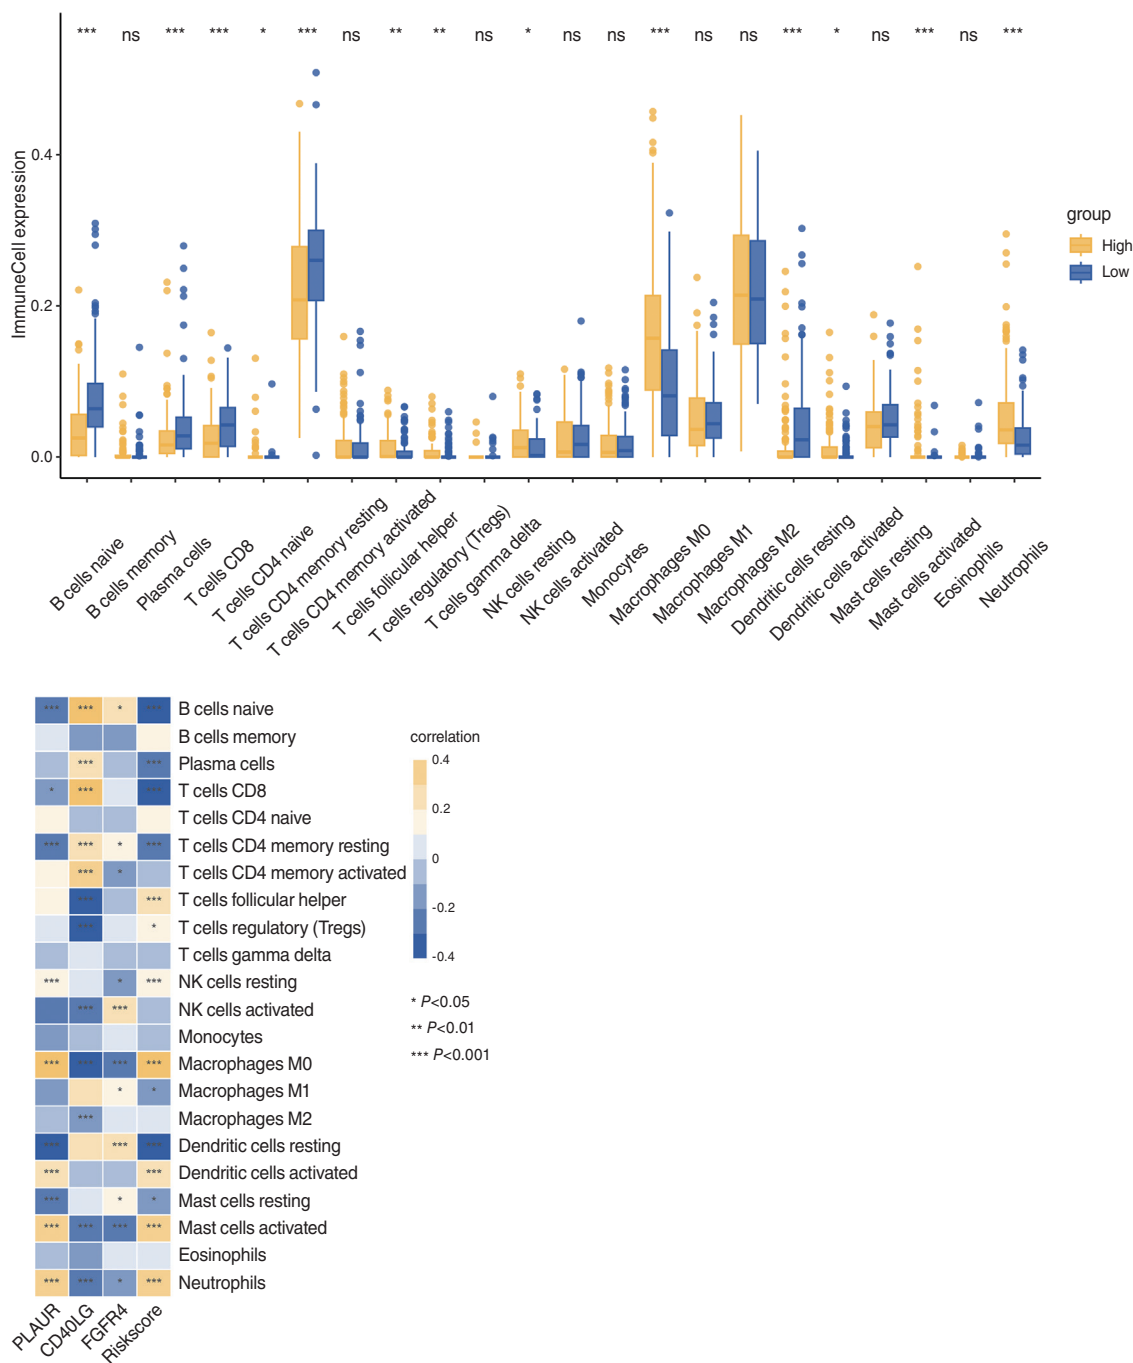 *** ns *** *** * *** ns ** ** ns * ns ns *** ns ns *** * ns *** ns ***
ImmuneCell expression
0.4
0.2
0.0
group
High
Low
B cells naive
B cells memory
Plasma cells
T cells CD8
T cells CD4 naive
T cells CD4 memory resting
T cells CD4 memory activated
T cells follicular helper
T cells regulatory (Tregs)
T cells gamma delta
NK cells resting
NK cells activated
Monocytes
Macrophages M0
Macrophages M1
Macrophages M2
Dendritic cells resting
Dendritic cells activated
Mast cells resting
Mast cells activated
Eosinophils
Neutrophils
*** *** * *** B cells naive
B cells memory
*** *** Plasma cells
* *** *** T cells CD8
T cells CD4 naive
*** *** * *** T cells CD4 memory resting
*** * T cells CD4 memory activated
*** *** T cells follicular helper
*** * T cells regulatory (Tregs)
T cells gamma delta
*** * *** NK cells resting
*** *** NK cells activated
Monocytes
*** *** *** *** Macrophages M0
* * Macrophages M1
*** Macrophages M2
*** *** *** Dendritic cells resting
*** *** Dendritic cells activated
*** * * Mast cells resting
*** *** *** *** Mast cells activated
Eosinophils
*** *** * *** Neutrophils
PLAUR
CD40LG
FGFR4
Riskscore
correlation
0.4
0.2
0
-0.2
-0.4
* P<0.05
** P<0.01
*** P<0.001